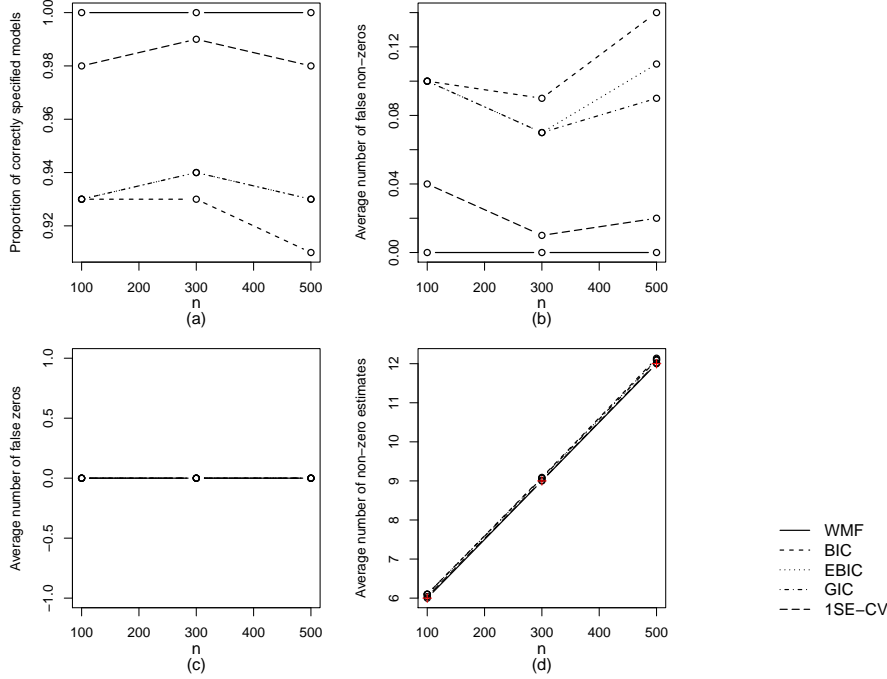 Proportion of correctly specified models
0.92 0.94 0.96 0.98 1.00
100 200 300 400 500
n
(a)
Average number of false non−zeros
0.00 0.04 0.08 0.12
100 200 300 400 500
n
(b)
Average number of false zeros
−1.0 −0.5 0.0 0.5 1.0
100 200 300 400 500
n
(c)
Average number of non−zero estimates
6 7 8 9 10 11 12
100 200 300 400 500
n
(d)
WMF
BIC
EBIC
GIC
1SE−CV